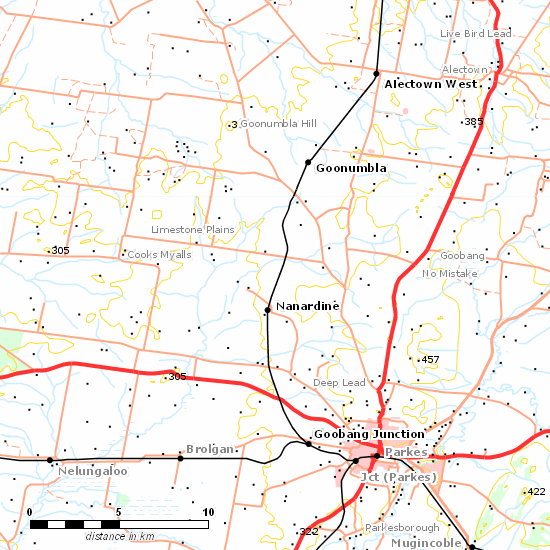 Live Bird Lead
Alectown
Alectown West
385
3
Goonumbla Hill
Goonumbla
Limestone Plains
305
Cooks Myalls
Goobang
No Mistake
Nanardine
457
305
Deep Lead
Goobang Junction
Brolgan
Parkes
Nelungaloo
Jct (Parkes)
422
0 5 10
distance in km
322
Parkesborough
Mugincoble